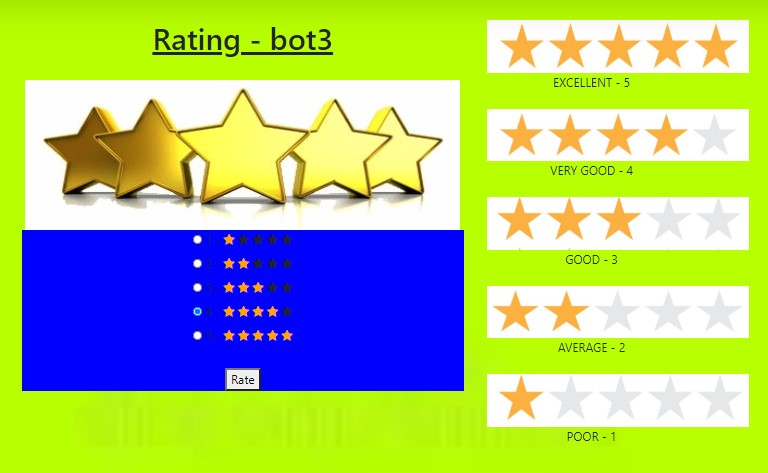 Rating - bot3
Rate
EXCELLENT - 5
VERY GOOD - 4
GOOD - 3
AVERAGE - 2
POOR - 1